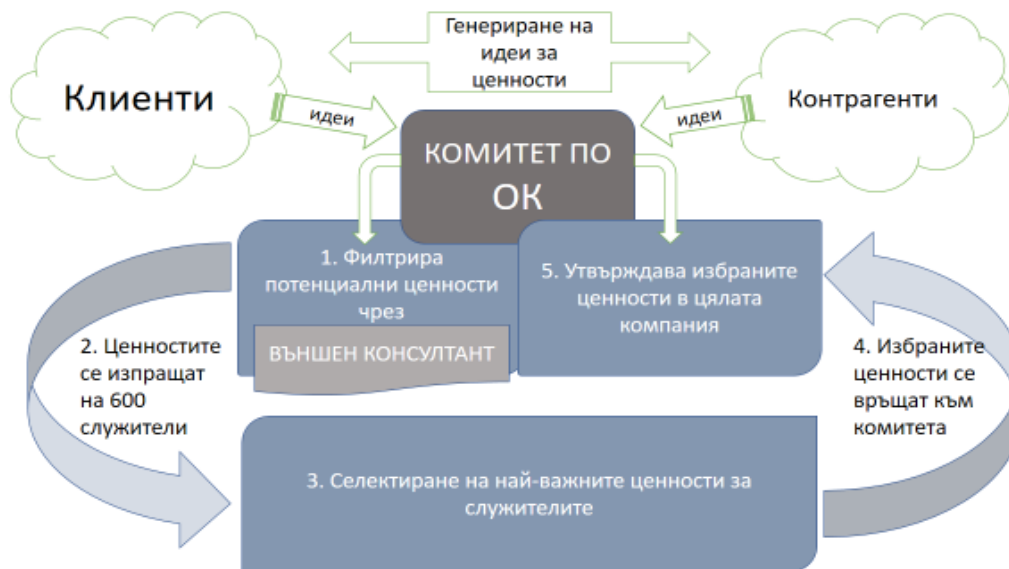 Генериране на
идеи за
ценности
Клиенти
Контрагенти
идеи
идеи
КОМИТЕТ ПО
ОК
1. Филтрира
потенциални ценности
чрез
ВЪНШЕН КОНСУЛТАНТ
5. Утвърждава избраните
ценности в цялата
компания
2. Ценностите
се изпращат
на 600
служители
4. Избраните
ценности се
връщат към
комитета
3. Селектиране на най-важните ценности за
служителите